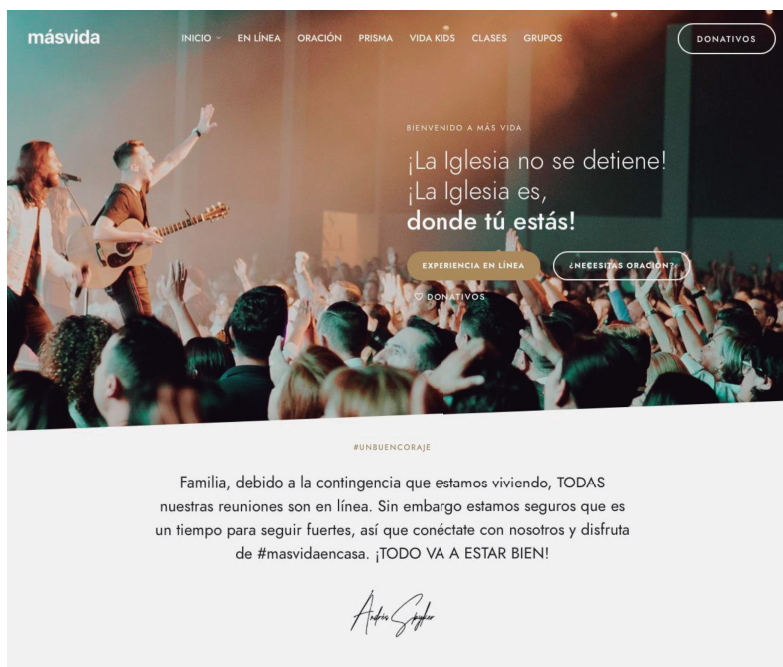 másvida
INICIO
EN LÍNEA
ORACIÓN
PRISMA
VIDA KIDS
CLASES
GRUPOS
DONATIVOS
BIENVENIDO A MÁS VIDA
¡La Iglesia no se detiene!
¡La Iglesia es,
donde tú estás!
EXPERIENCIA EN LÍNEA
¿NECESITAS ORACIÓN?
DONATIVOS
#UNBUENCORAJE
Familia, debido a la contingencia que estamos viviendo, TODAS
nuestras reuniones son en línea. Sin embargo estamos seguros que es
un tiempo para seguir fuertes, así que conéctate con nosotros y disfruta
de #masvidaencasa. ¡TODO VA A ESTAR BIEN!
Andrés Spyker